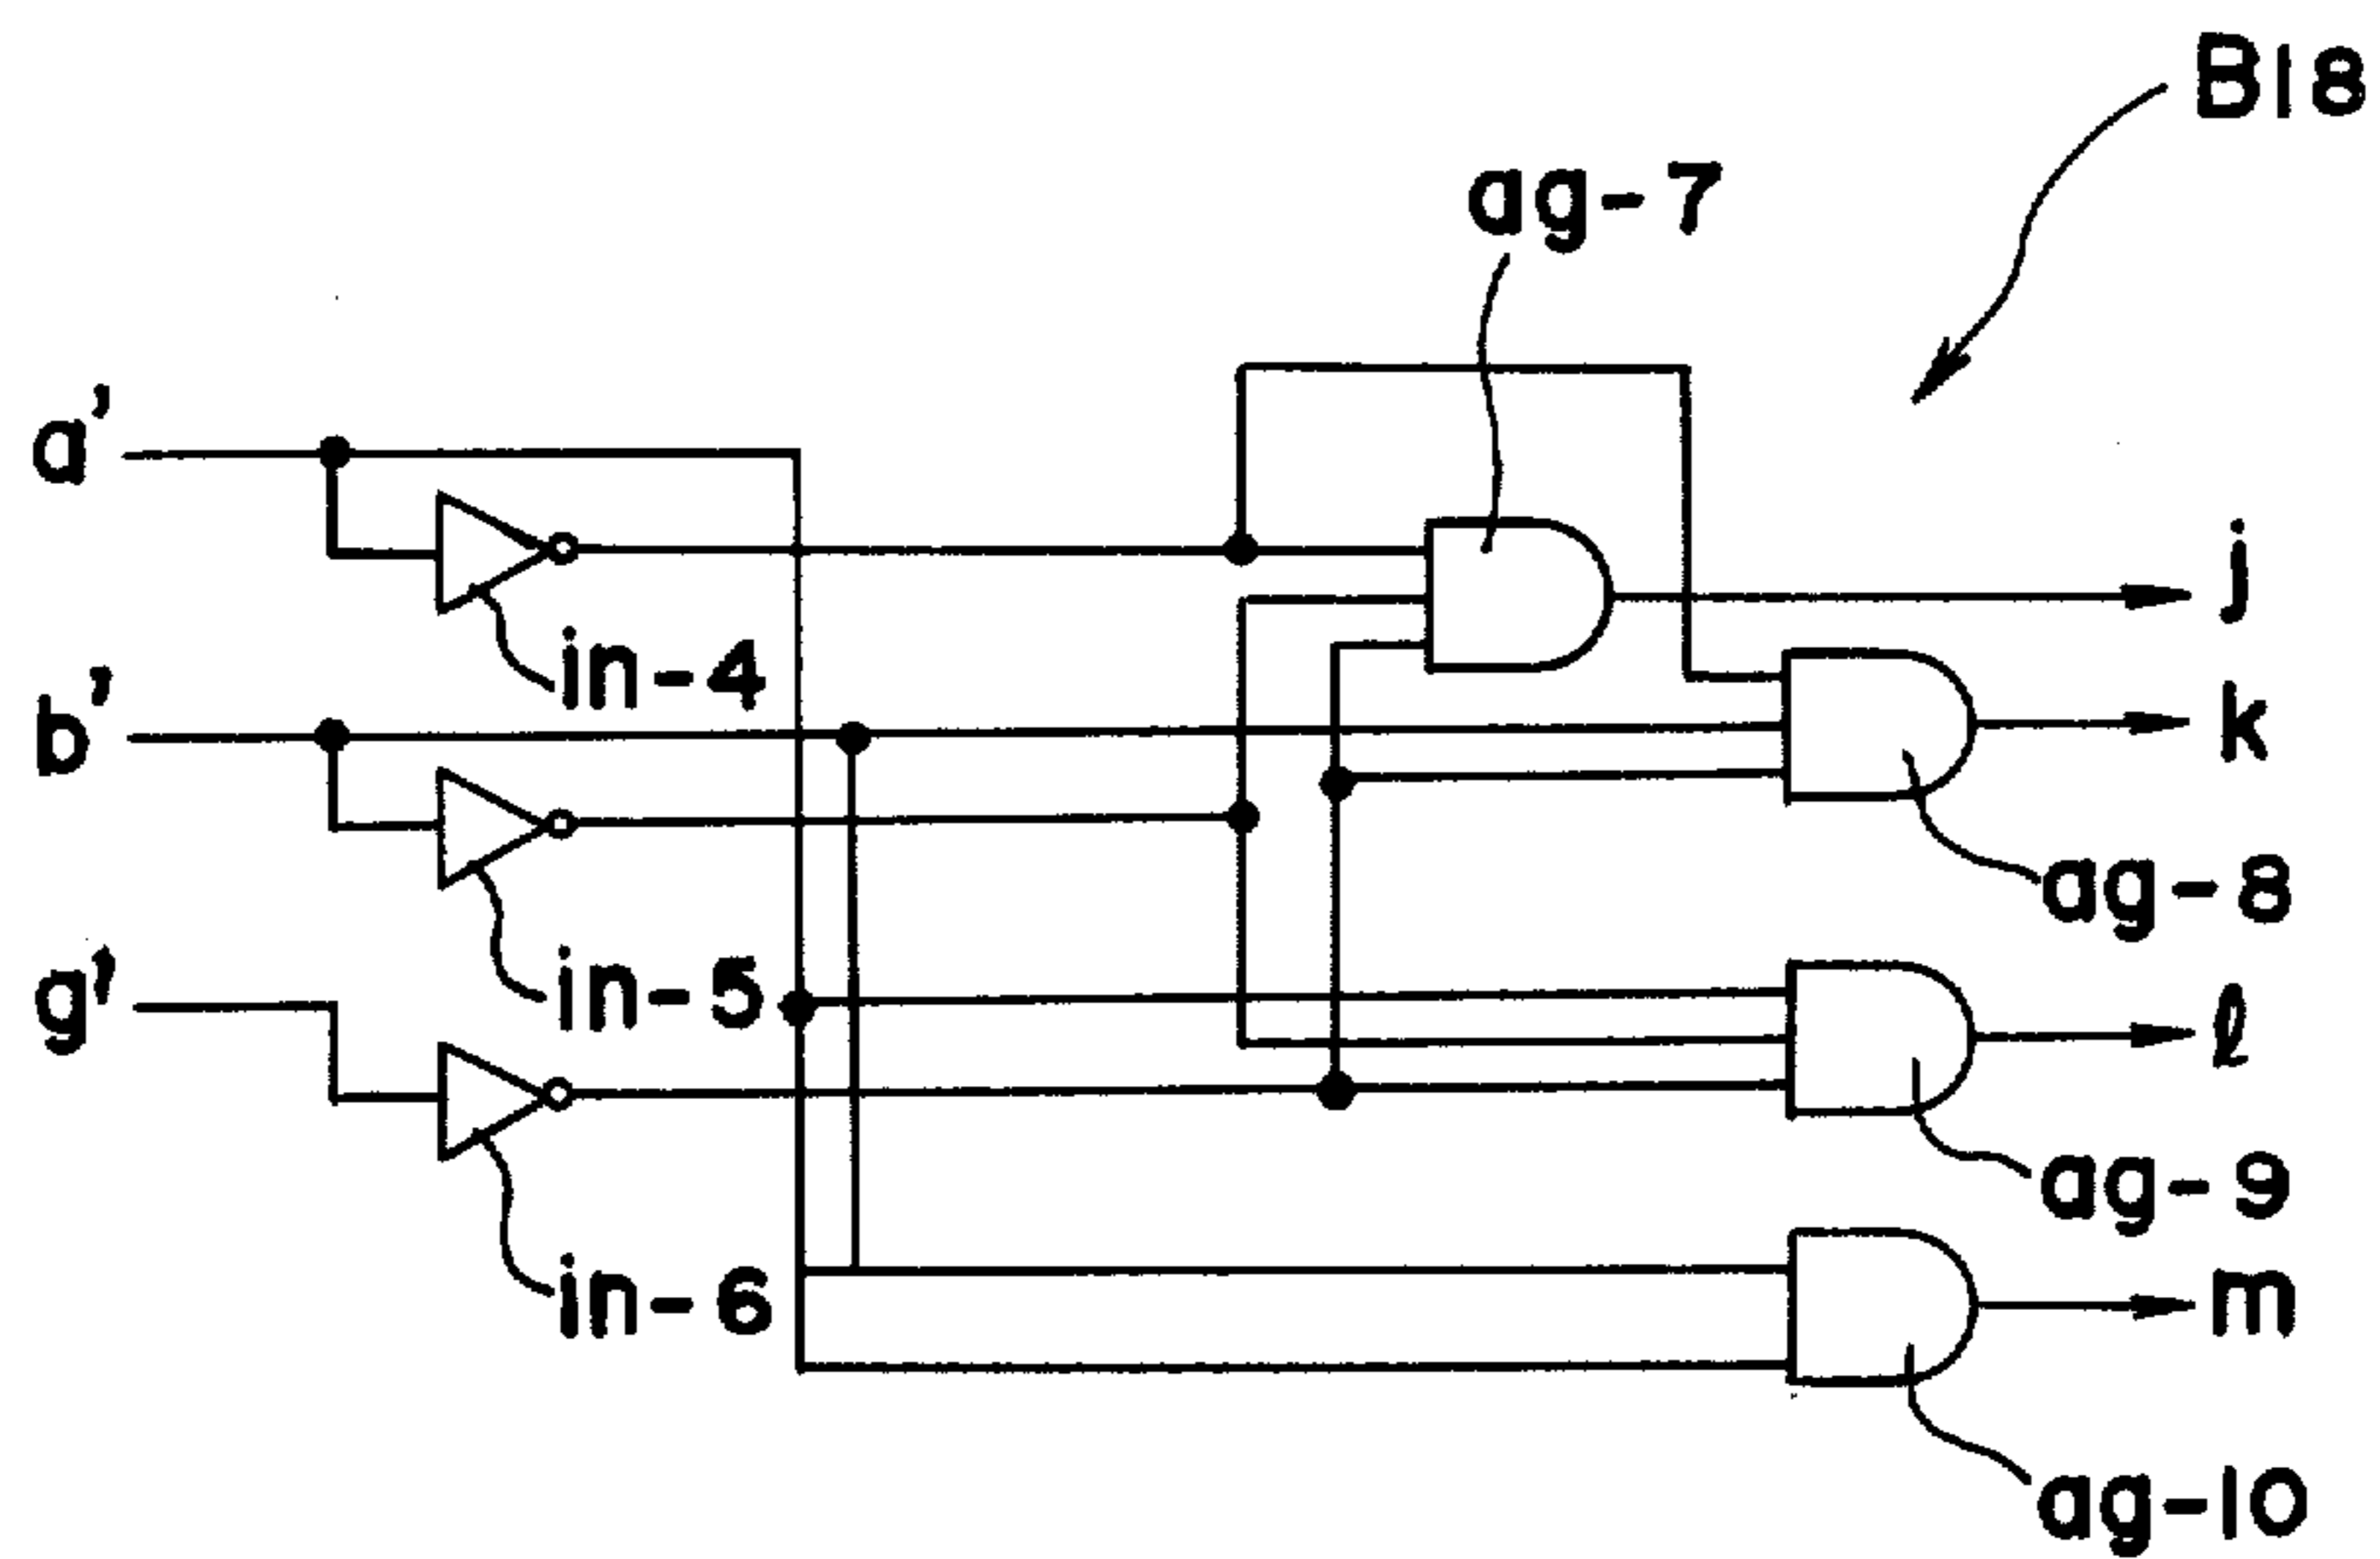 B18
ag-7
a'
j
in-4
b'
k
ag-8
in-5
g'
ℓ
ag-9
in-6
m
ag-10